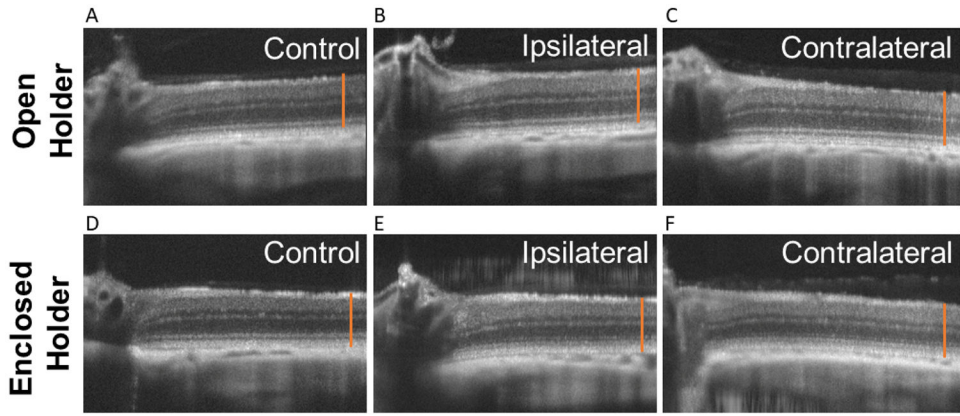 A
B
C
Open
Holder
Control
Ipsilateral
Contralateral
D
E
F
Enclosed
Holder
Control
Ipsilateral
Contralateral